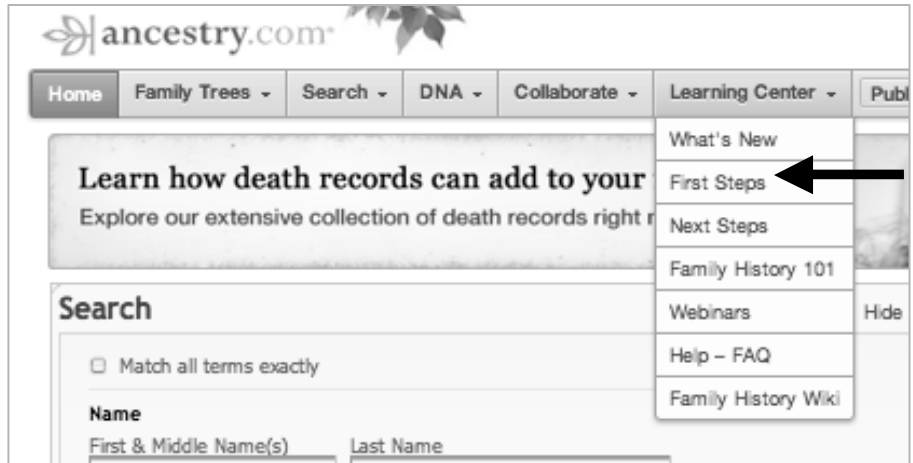 ancestry.com
Home Family Trees Search DNA Collaborate Learning Center Publ
What's New
Learn how death records can add to your
First Steps
Explore our extensive collection of death records right
Next Steps
Family History 101
Search
Webinars
Hide
Match all terms exactly
Help – FAQ
Name
Family History Wiki
First & Middle Name(s) Last Name